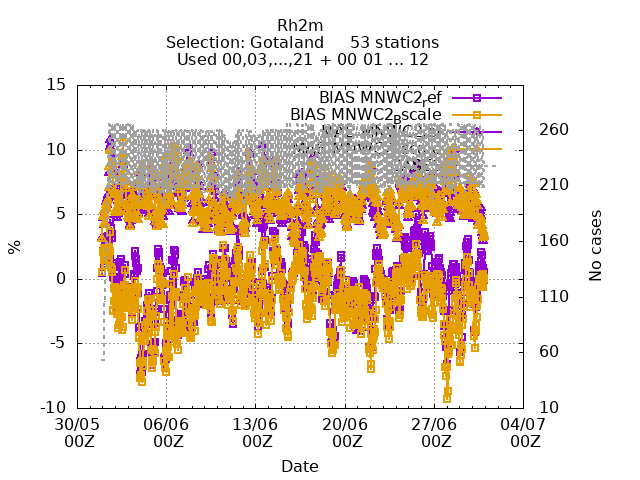 Rh2m
Selection: Gotaland 53 stations
Used 00,03,...,21 + 00 01 ... 12
BIAS MNWC2_ref
BIAS MNWC2_Bscale
15
10
5
0
-5
-10
%
260
210
160
110
60
10
No cases
30/05 06/06 13/06 20/06 27/06 04/07
00Z 00Z 00Z 00Z 00Z 00Z
Date